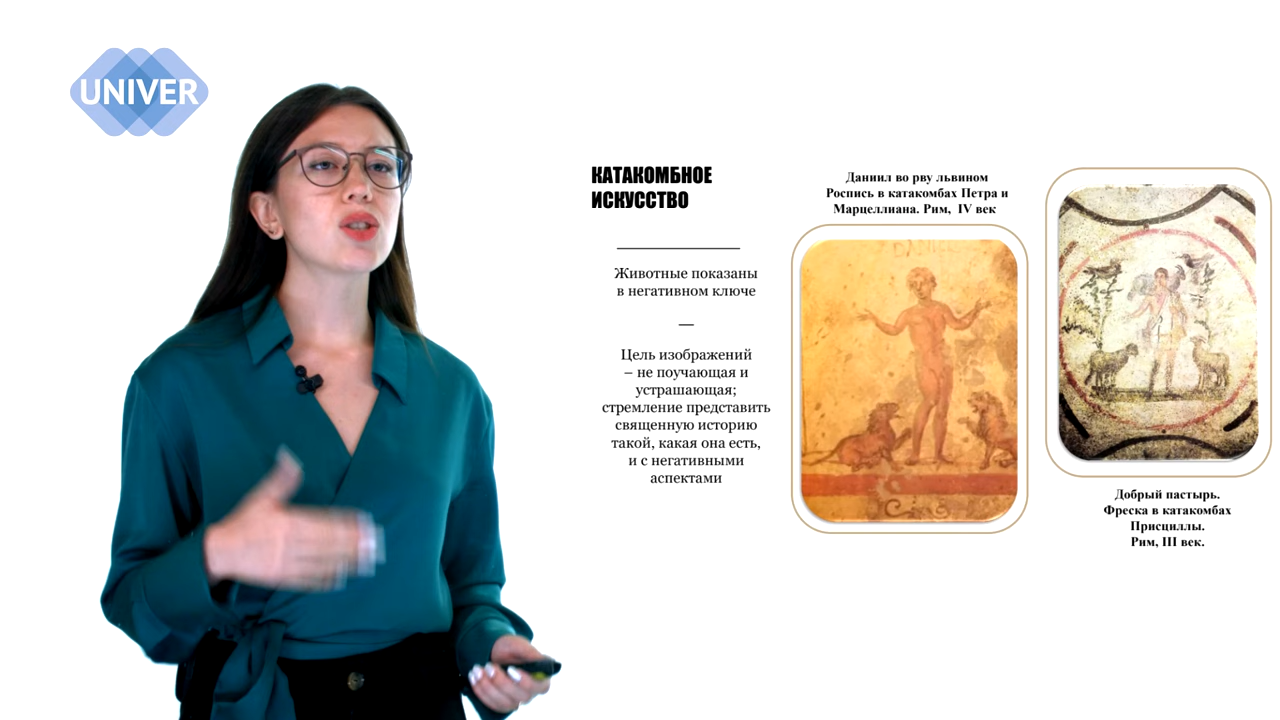 UNIVER
КАТАКОМБНОЕ
ИСКУССТВО
Животные показаны
в негативном ключе
—
Цель изображений
– не поучающая и
устрашающая;
стремление представить
священную историю
такой, какая она есть,
и с негативными
аспектами
Даниил во рву львином
Роспись в катакомбах Петра и
Марцеллиана. Рим, IV век
Добрый пастырь.
Фреска в катакомбах
Присциллы.
Рим, III век.